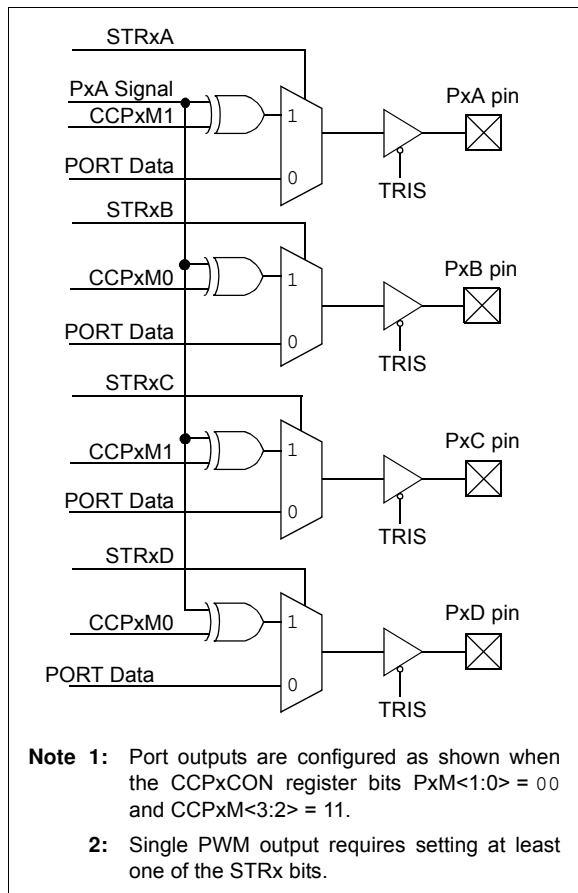 STRxA
PxA Signal
CCPxM1
PORT Data
1
0
PxA pin
TRIS
STRxB
CCPxM0
PORT Data
1
0
PxB pin
TRIS
STRxC
CCPxM1
PORT Data
1
0
PxC pin
TRIS
STRxD
CCPxM0
PORT Data
1
0
PxD pin
TRIS
Note 1: Port outputs are configured as shown when
the CCPxCON register bits PxM<1:0> = 00
and CCPxM<3:2> = 11.
2: Single PWM output requires setting at least
one of the STRx bits.